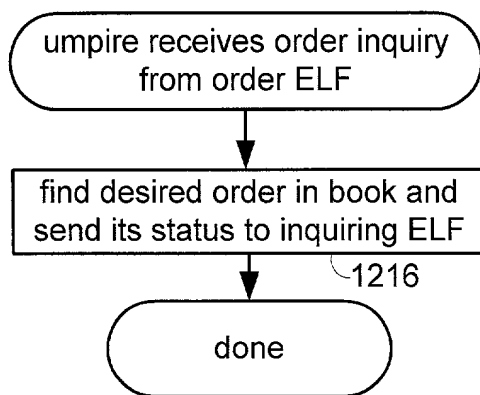 umpire receives order inquiry
from order ELF
find desired order in book and
send its status to inquiring ELF
1216
done